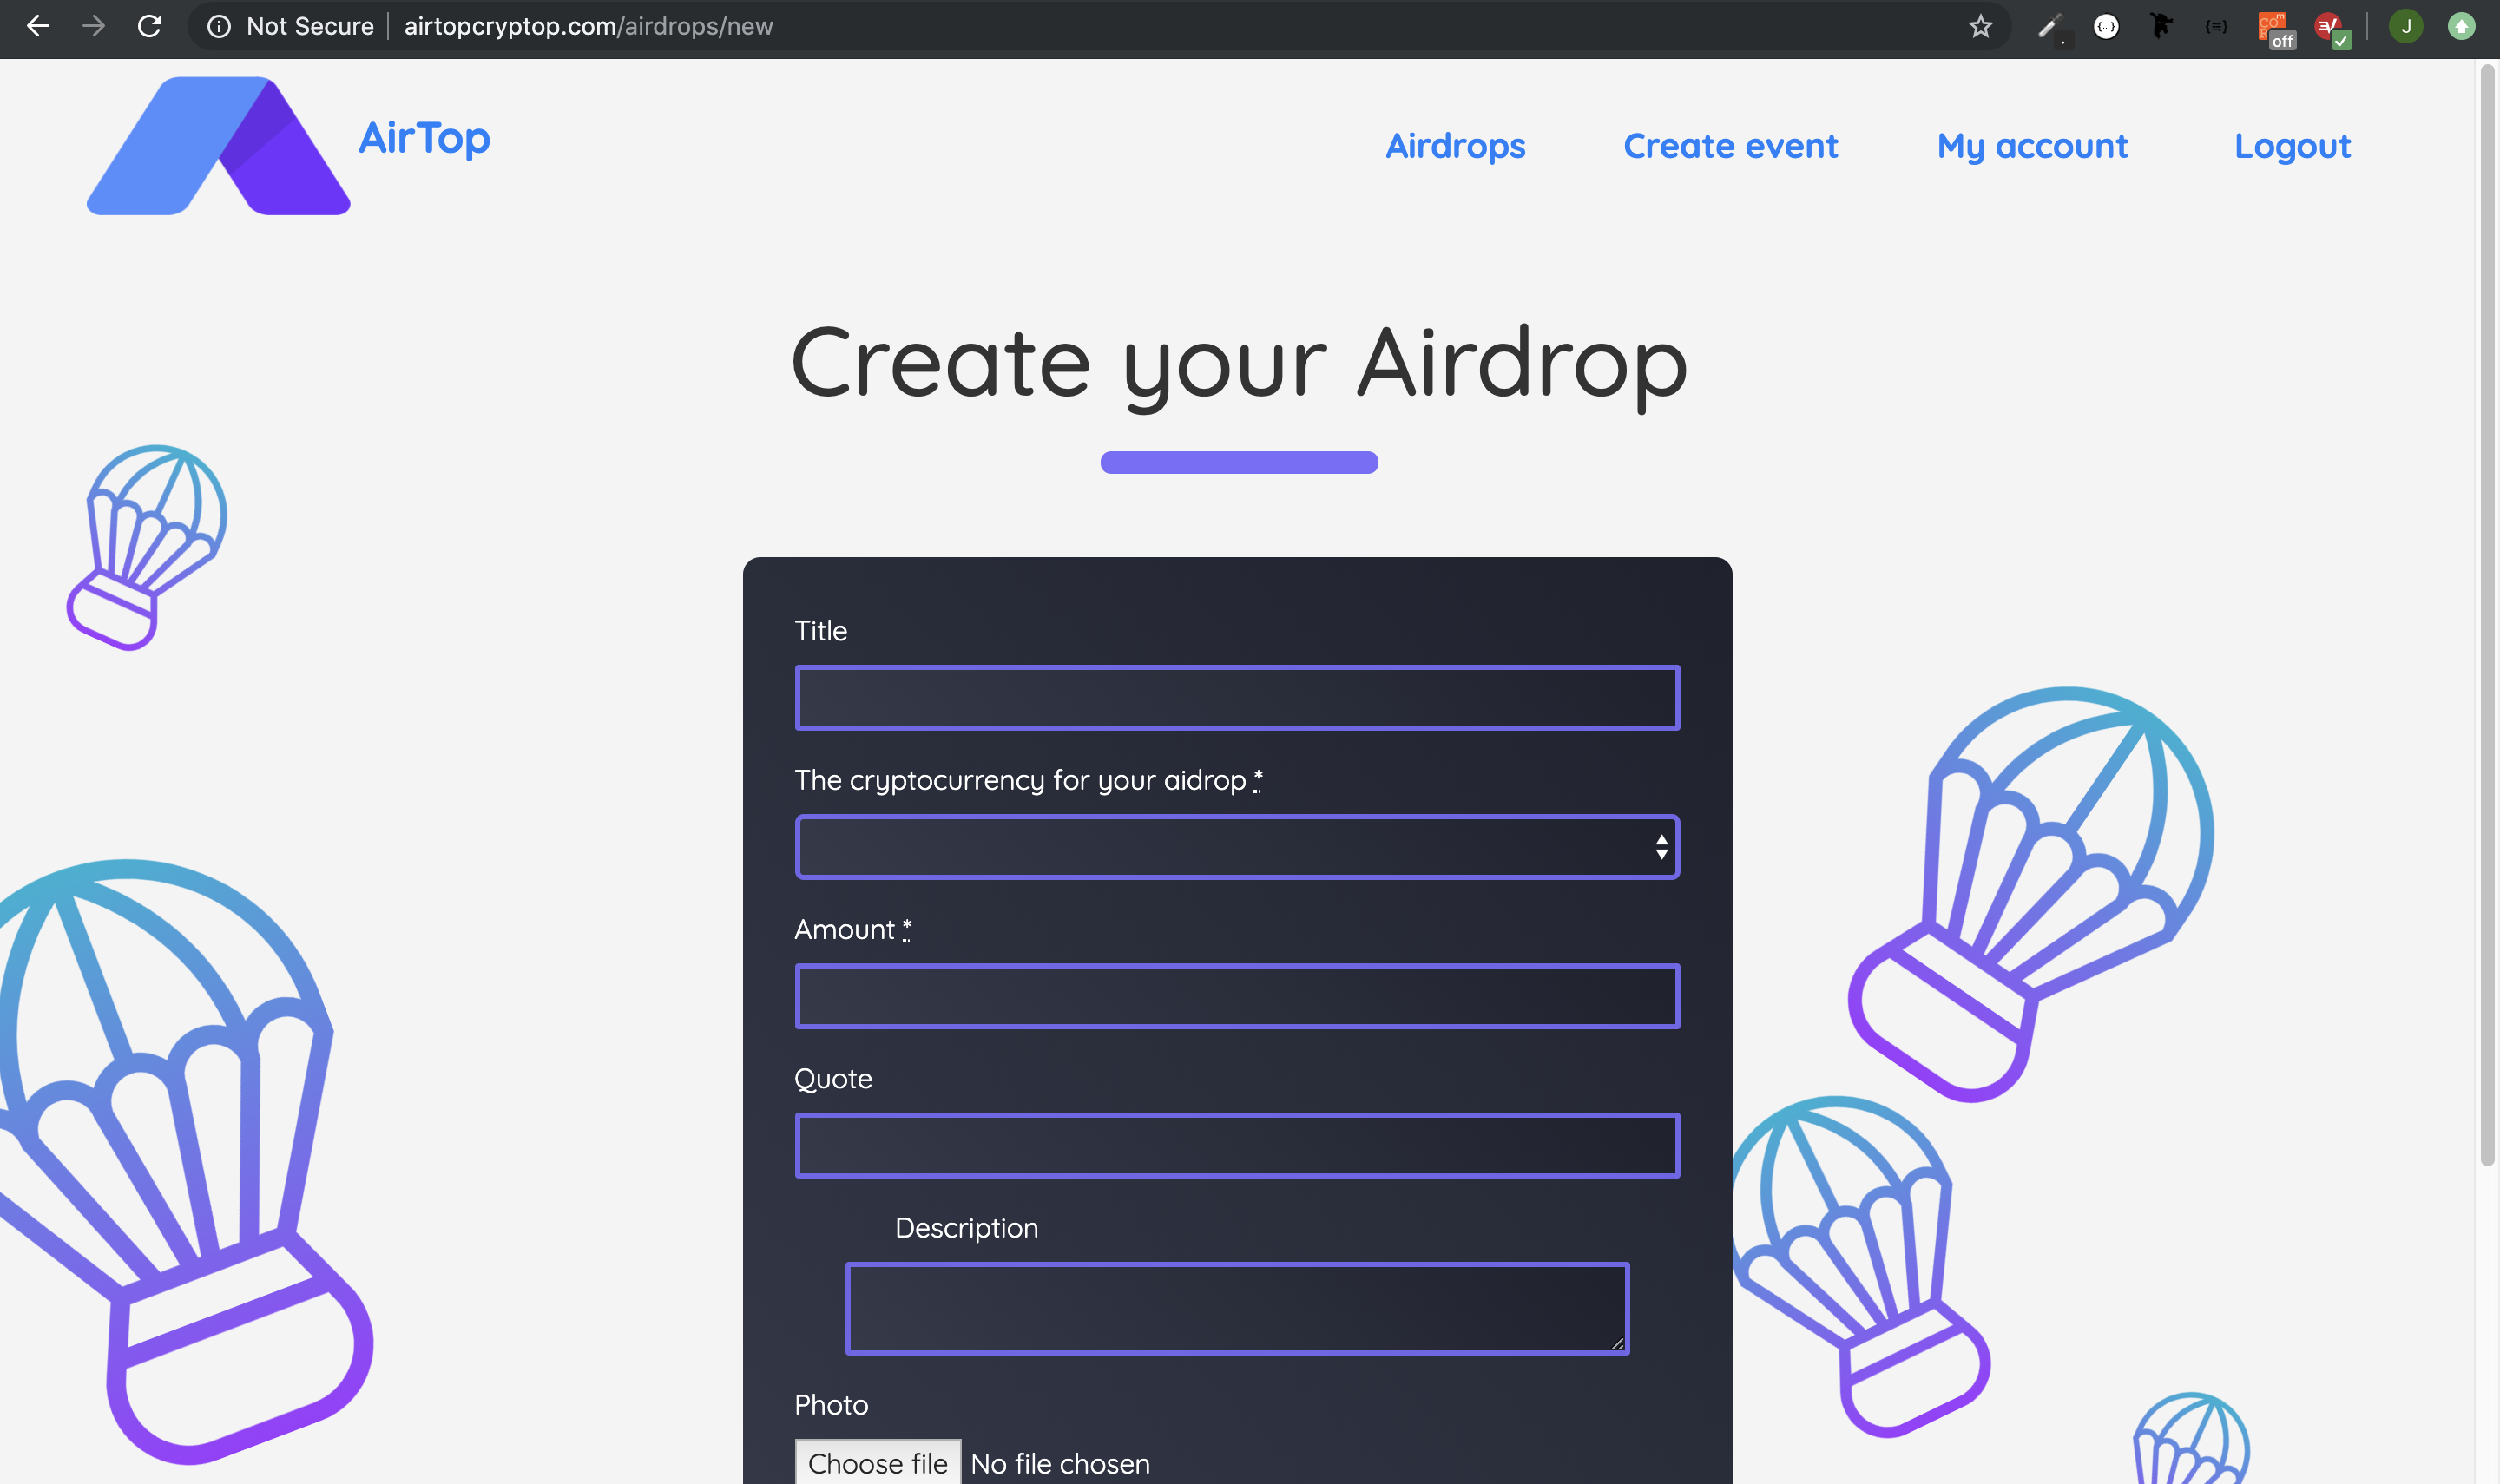 Not Secure airtopcryptop.com/airdrops/new
off
J
AirTop
Airdrops Create event My account Logout
Create your Airdrop
Title
The cryptocurrency for your aidrop *
Amount *
Quote
Description
Photo
Choose file No file chosen